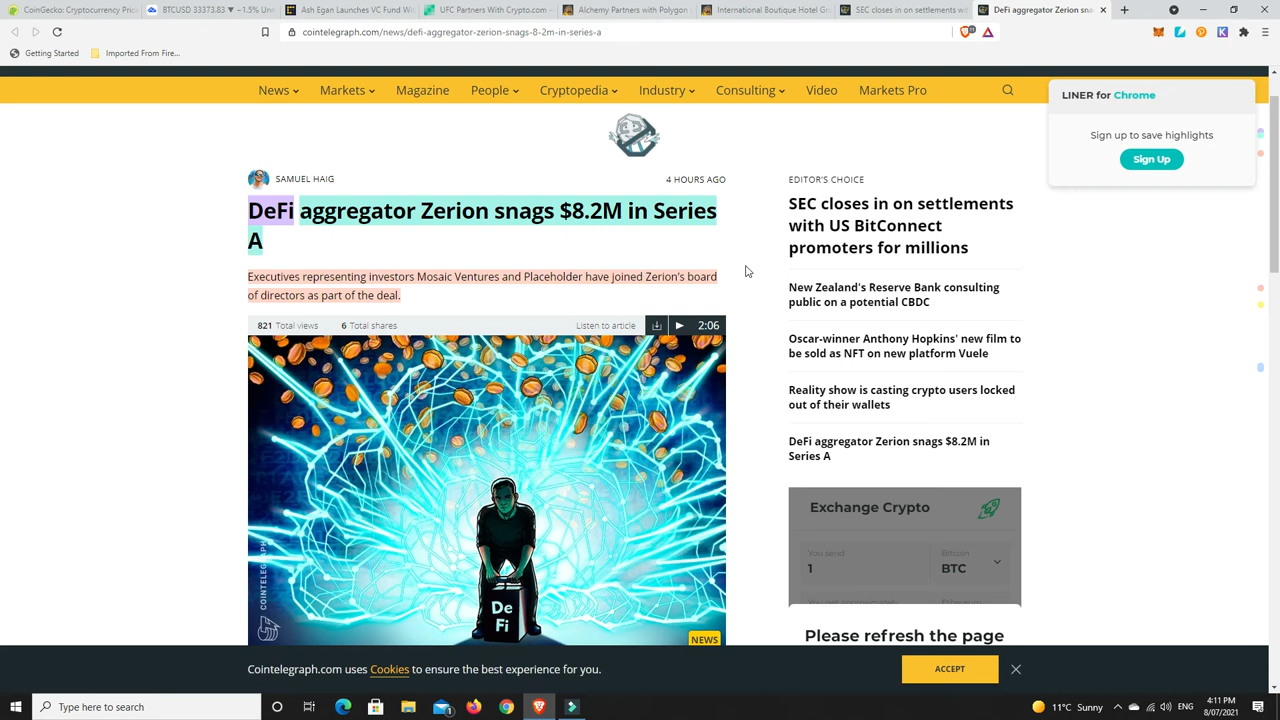 CoinGecko: Cryptocurrency Price
BTCUSD 33373.83 ▼ −1.5% Un
Ash Egan Launches VC Fund Wi
UFC Partners With Crypto.com -
Alchemy Partners with Polygon
International Boutique Hotel Gr
SEC closes in on settlements wi
DeFi aggregator Zerion sna
cointelegraph.com/news/defi-aggregator-zerion-snags-8-2m-in-series-a
Getting Started
Imported From Fire...
News
Markets
Magazine
People
Cryptopedia
Industry
Consulting
Video
Markets Pro
LINER for Chrome
Sign up to save highlights
Sign Up
SAMUEL HAIG
4 HOURS AGO
DeFi aggregator Zerion snags $8.2M in Series
A
Executives representing investors Mosaic Ventures and Placeholder have joined Zerion's board
of directors as part of the deal.
821 Total views
6 Total shares
Listen to article
2:06
COINTELEGRAPH
De
Fi
NEWS
EDITOR'S CHOICE
SEC closes in on settlements
with US BitConnect
promoters for millions
New Zealand's Reserve Bank consulting
public on a potential CBDC
Oscar-winner Anthony Hopkins' new film to
be sold as NFT on new platform Vuele
Reality show is casting crypto users locked
out of their wallets
DeFi aggregator Zerion snags $8.2M in
Series A
Exchange Crypto
You send
1
Bitcoin
BTC
You get approximately
Ethereum
Please refresh the page
Cointelegraph.com uses Cookies to ensure the best experience for you.
ACCEPT
Type here to search
11°C Sunny
ENG
4:11 PM
8/07/2021